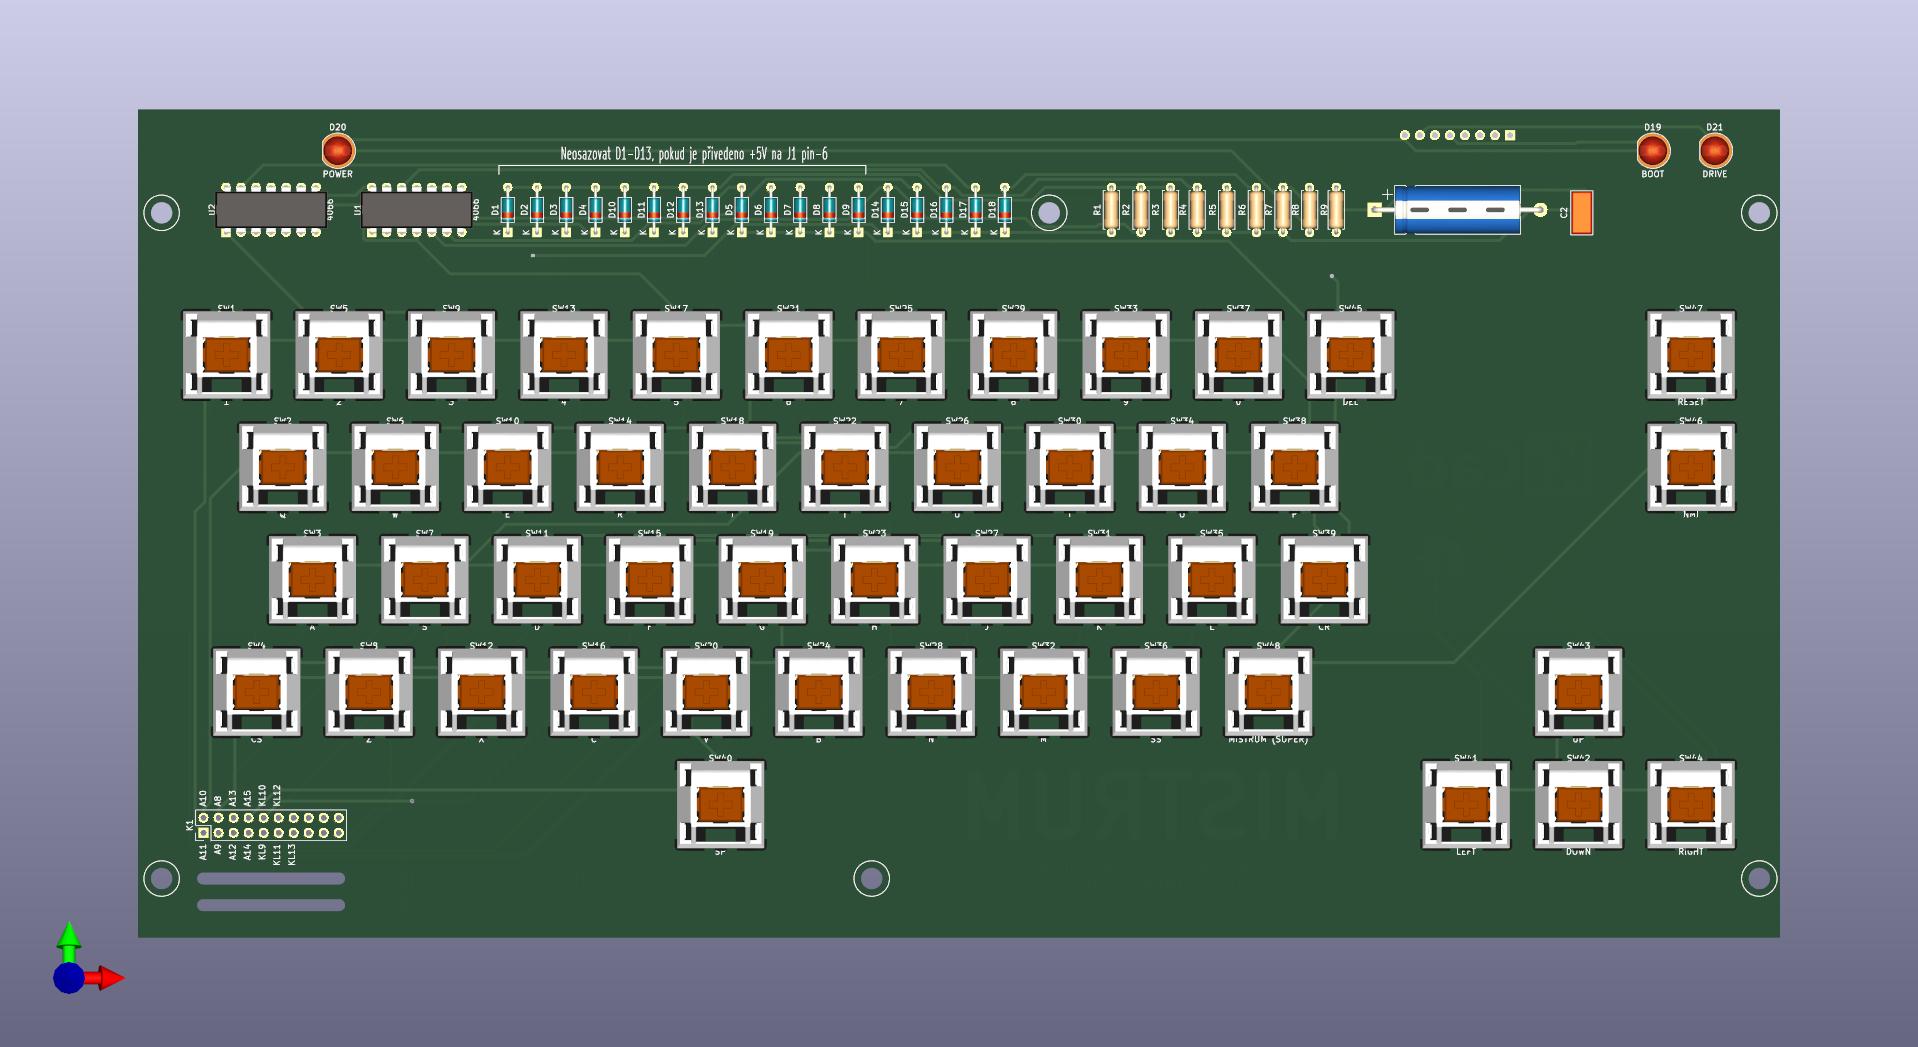 D20
POWER
Neosazovat D1-D13, pokud je přivedeno +5V na J1 pin-6
D19
BOOT
D21
DRIVE
U2
4066
U1
4066
D1 D2 D3 D4 D10 D11 D12 D13 D5 D6 D7 D8 D9 D14 D15 D16 D17 D18
K K K K K K K K K K K K K K K K K K
R1 R2 R3 R4 R5 R6 R7 R8 R9
+
C2
SW1 SW5 SW9 SW13 SW17 SW21 SW25 SW29 SW33 SW37 SW45 SW47
1 2 3 4 5 6 7 8 9 0 DEL RESET
SW2 SW6 SW10 SW14 SW18 SW22 SW26 SW30 SW34 SW38 SW46
Q W E R T Y U I O P NMI
SW3 SW7 SW11 SW15 SW19 SW23 SW27 SW31 SW35 SW39
A S D F G H J K L CR
SW4 SW8 SW12 SW16 SW20 SW24 SW28 SW32 SW36 SW48 SW43
CS Z X C V B N M SS MISTRUM (SUPER) UP
SW40 SW41 SW42 SW44
SP LEFT DOWN RIGHT
A10 A8 A13 A15 KL10 KL12
K1
A11 A9 A12 A14 KL9 KL11 KL13